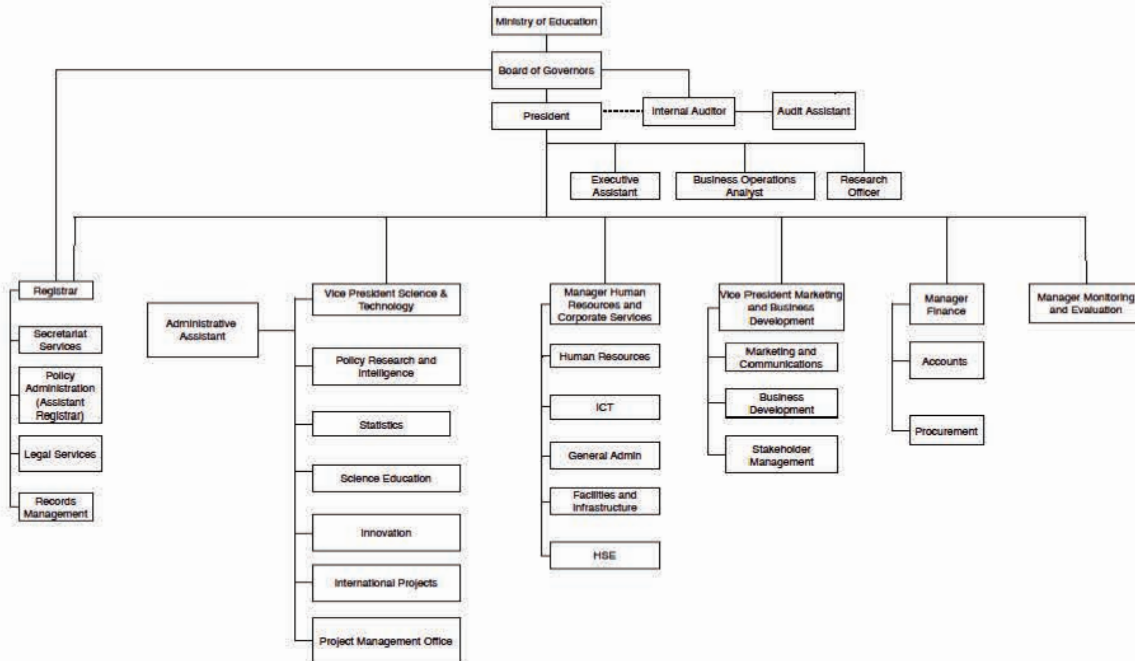 Ministry of Education
Board of Governors
President
Internal Auditor
Audit Assistant
Executive
Assistant
Business Operations
Analyst
Research
Officer
Registrar
Secretariat
Services
Policy
Administration
(Assistant
Registrar)
Legal Services
Records
Management
Administrative
Assistant
Vice President Science &
Technology
Policy Research and
Intelligence
Statistics
Science Education
Innovation
International Projects
Project Management Office
Manager Human
Resources and
Corporate Services
Human Resources
ICT
General Admin
Facilities and
Infrastructure
HSE
Vice President Marketing
and Business
Development
Marketing and
Communications
Business
Development
Stakeholder
Management
Manager
Finance
Accounts
Procurement
Manager Monitoring
and Evaluation